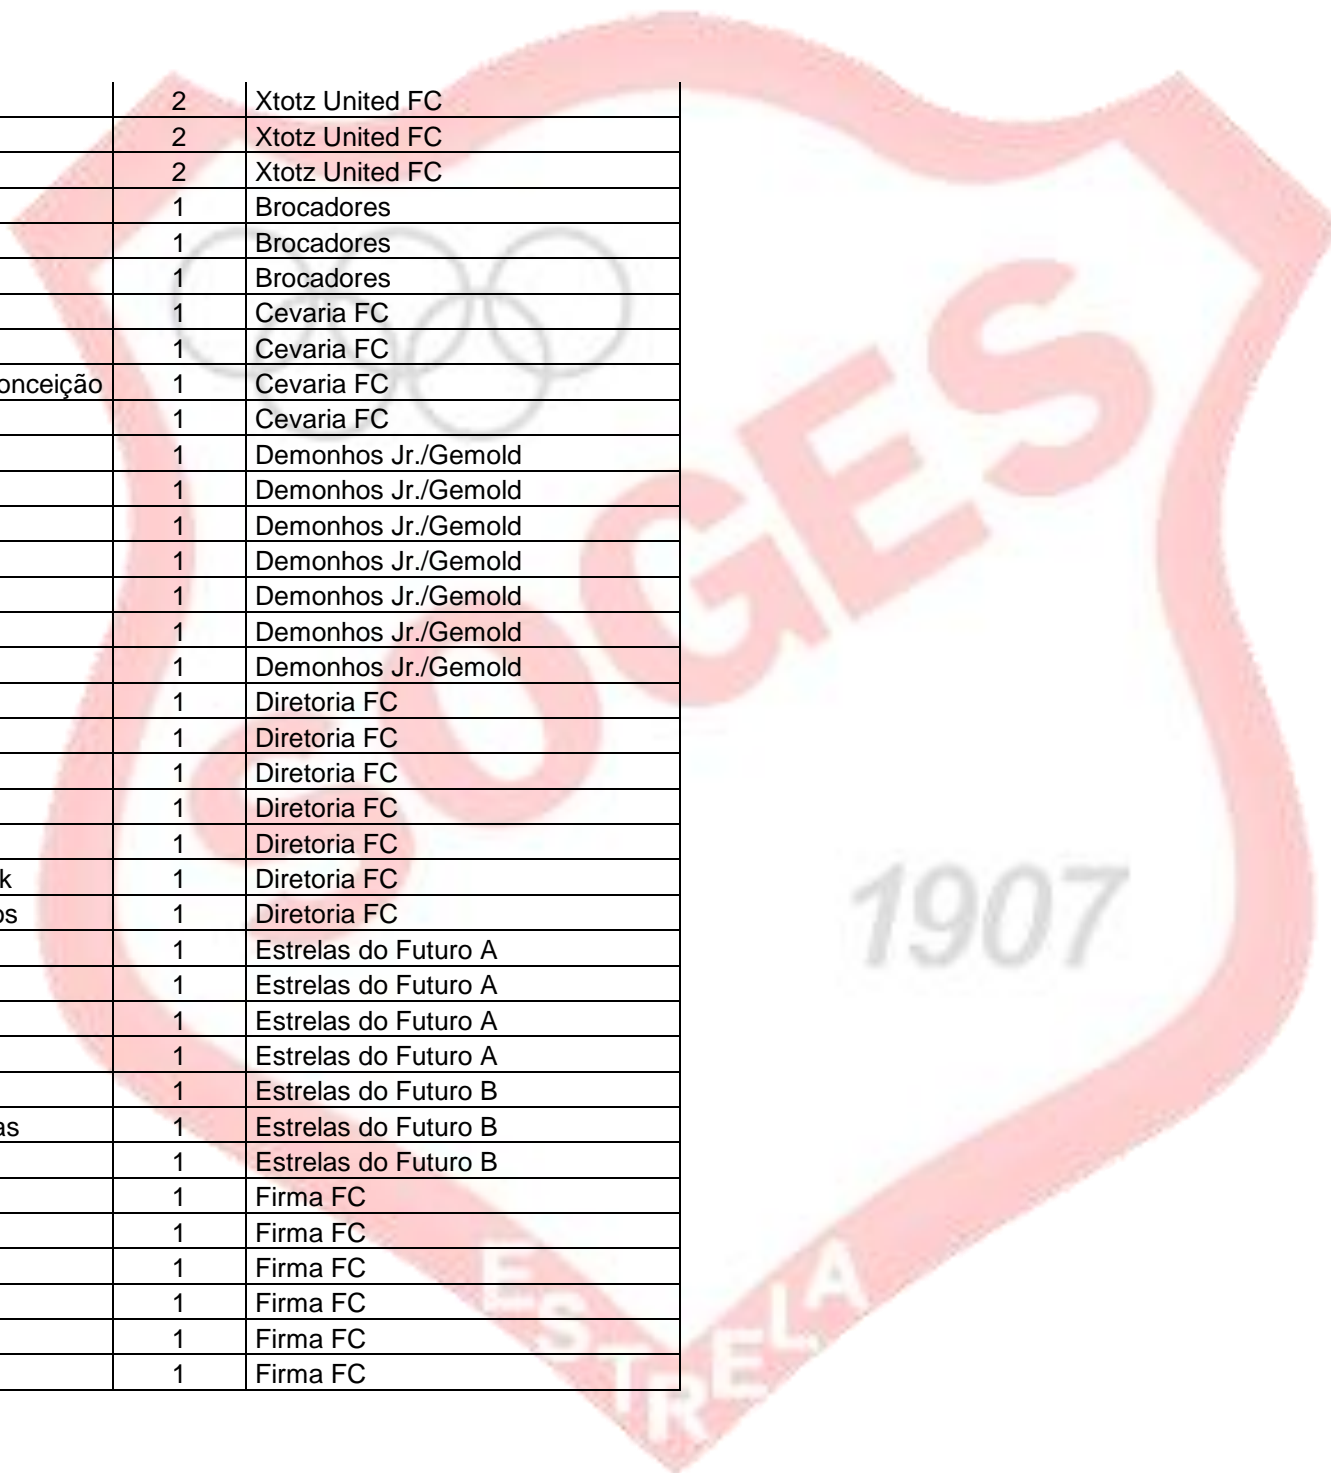 2 Xtotz United FC
2 Xtotz United FC
2 Xtotz United FC
1 Brocadores
1 Brocadores
1 Brocadores
1 Cevaria FC
1 Cevaria FC
onceição 1 Cevaria FC
1 Cevaria FC
1 Demonhos Jr./Gemold
1 Demonhos Jr./Gemold
1 Demonhos Jr./Gemold
1 Demonhos Jr./Gemold
1 Demonhos Jr./Gemold
1 Demonhos Jr./Gemold
1 Demonhos Jr./Gemold
1 Diretoria FC
1 Diretoria FC
1 Diretoria FC
1 Diretoria FC
1 Diretoria FC
k 1 Diretoria FC
os 1 Diretoria FC
1 Estrelas do Futuro A
1 Estrelas do Futuro A
1 Estrelas do Futuro A
1 Estrelas do Futuro A
1 Estrelas do Futuro B
as 1 Estrelas do Futuro B
1 Estrelas do Futuro B
1 Firma FC
1 Firma FC
1 Firma FC
1 Firma FC
1 Firma FC
1 Firma FC
SOGES
1907
ESTRELA